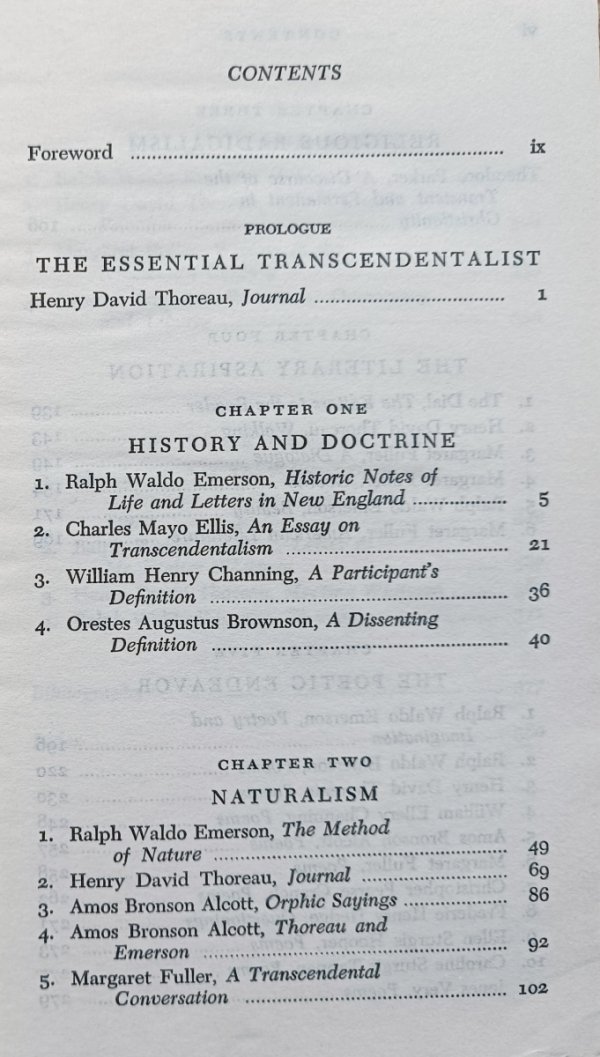 CONTENTS
Foreword ........................................................ ix
PROLOGUE
THE ESSENTIAL TRANSCENDENTALIST
Henry David Thoreau, Journal .................................... 1
CHAPTER ONE
HISTORY AND DOCTRINE
1. Ralph Waldo Emerson, Historic Notes of
Life and Letters in New England .................. 5
2. Charles Mayo Ellis, An Essay on
Transcendentalism .......................................... 21
3. William Henry Channing, A Participant's
Definition ........................................................ 36
4. Orestes Augustus Brownson, A Dissenting
Definition ........................................................ 40
CHAPTER TWO
NATURALISM
1. Ralph Waldo Emerson, The Method
of Nature ........................................................ 49
2. Henry David Thoreau, Journal ........................... 69
3. Amos Bronson Alcott, Orphic Sayings .................... 86
4. Amos Bronson Alcott, Thoreau and
Emerson ........................................................ 92
5. Margaret Fuller, A Transcendental
Conversation .................................................. 102